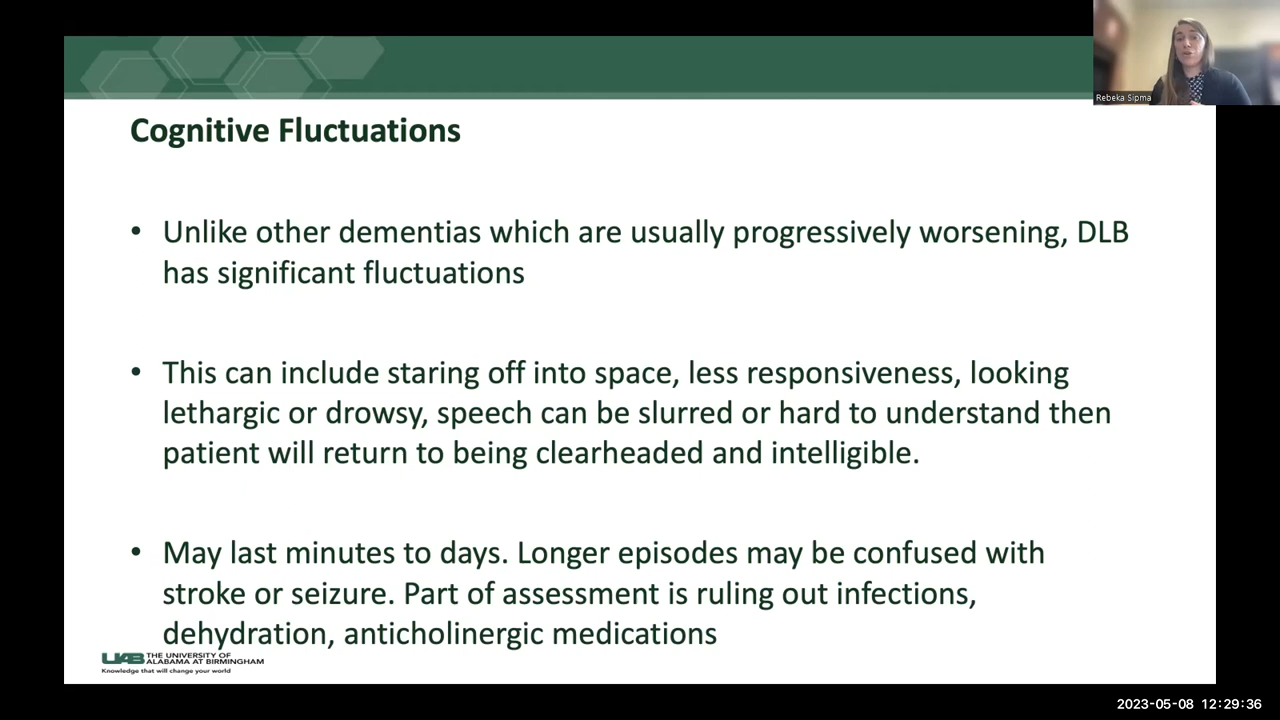 Rebeka Sipma
Cognitive Fluctuations
• Unlike other dementias which are usually progressively worsening, DLB
has significant fluctuations
• This can include staring off into space, less responsiveness, looking
lethargic or drowsy, speech can be slurred or hard to understand then
patient will return to being clearheaded and intelligible.
• May last minutes to days. Longer episodes may be confused with
stroke or seizure. Part of assessment is ruling out infections,
dehydration, anticholinergic medications
UAB THE UNIVERSITY OF
ALABAMA AT BIRMINGHAM
Knowledge that will change your world
2023-05-08 12:29:36